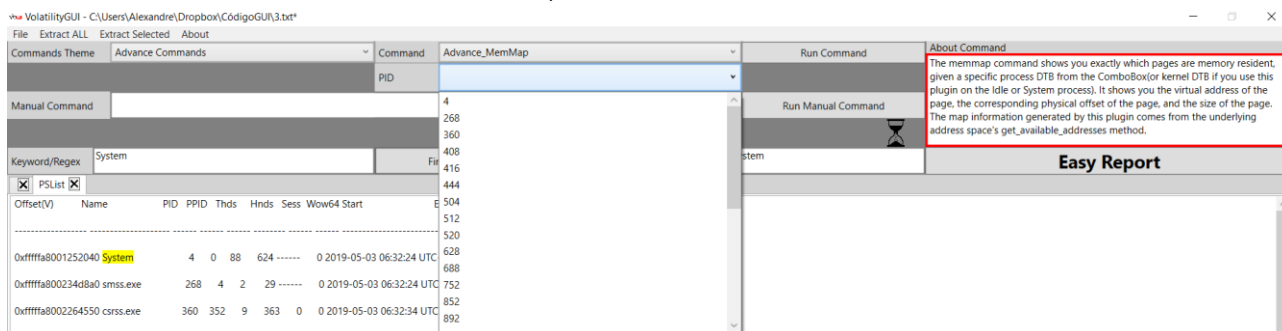 VolatilityGUI - C:\Users\Alexandre\Dropbox\CódigoGUI\3.txt*
File Extract ALL Extract Selected About
Commands Theme Advance Commands Command Advance_MemMap Run Command About Command
The memmap command shows you exactly which pages are memory resident,
given a specific process DTB from the ComboBox(or kernel DTB if you use this
plugin on the Idle or System process). It shows you the virtual address of the
page, the corresponding physical offset of the page, and the size of the page.
The map information generated by this plugin comes from the underlying
address space's get_available_addresses method.
PID
Manual Command Run Manual Command
4
268
360
408
416
444
504
512
520
628
688
752
852
892
Keyword/Regex System Fi stem Easy Report
PSList
Offset(V) Name PID PPID Thds Hnds Sess Wow64 Start E
------------------ -------------------- ------ ------ ------ -------- ------ ------ ------------------------------
0xfffffa8001252040 System 4 0 88 624 ------ 0 2019-05-03 06:32:24 UTC
0xfffffa800234d8a0 smss.exe 268 4 2 29 ------ 0 2019-05-03 06:32:24 UTC
0xfffffa8002264550 csrss.exe 360 352 9 363 0 0 2019-05-03 06:32:34 UTC